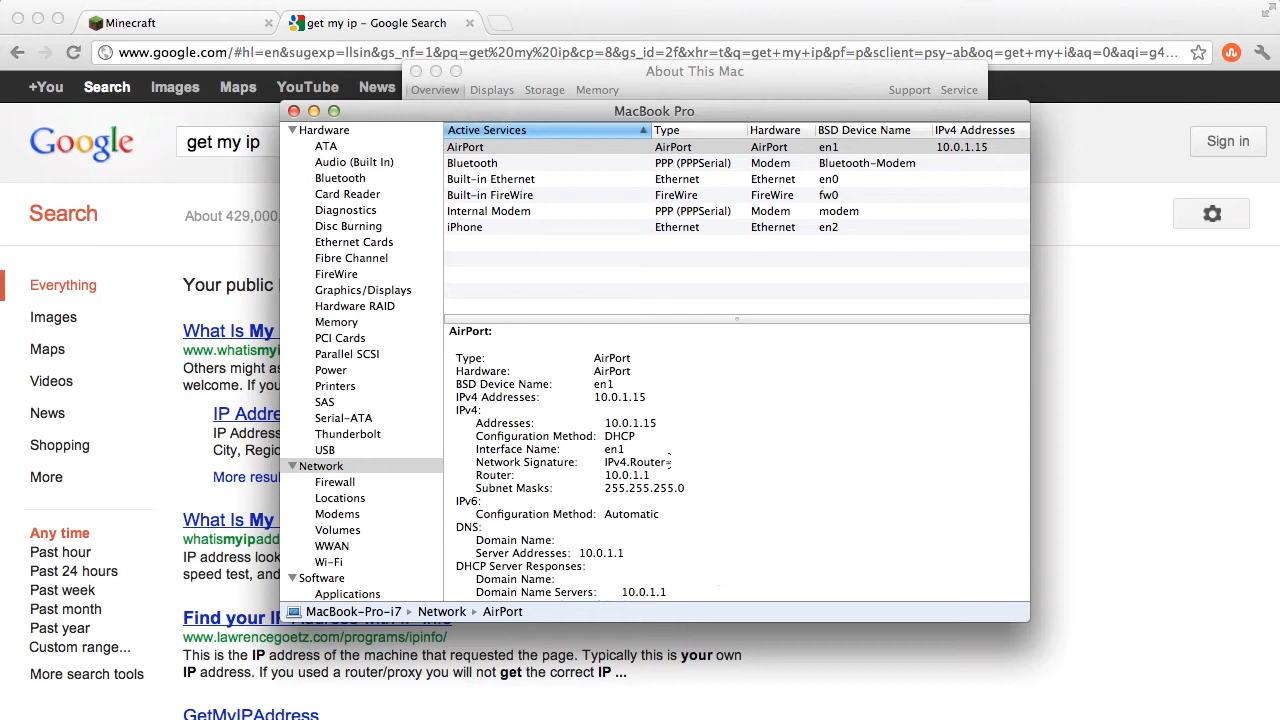 Minecraft
get my ip - Google Search
www.google.com/#hl=en&sugexp=llsin&gs_nf=1&pq=get%20my%20ip&cp=8&gs_id=2f&xhr=t&q=get+my+ip&pf=p&sclient=psy-ab&oq=get+my+i&aq=0&aqi=g4...
About This Mac
+You Search Images Maps YouTube News
Overview Displays Storage Memory Support Service
MacBook Pro
Google
get my ip
Sign in
Search
About 429,000,
Everything
Images
Maps
Videos
News
Shopping
More
Any time
Past hour
Past 24 hours
Past week
Past month
Past year
Custom range...
More search tools
Your public
What Is My
www.whatismyi
Others might as
welcome. If you
IP Addre
IP Address
City, Regio
More resul
What Is My
whatismyipadd
IP address look
speed test, and
Find your IP Address with
www.lawrencegoetz.com/programs/ipinfo/
This is the IP address of the machine that requested the page. Typically this is your own
IP address. If you used a router/proxy you will not get the correct IP ...
GetMyIPAddress
Hardware
ATA
Audio (Built In)
Bluetooth
Card Reader
Diagnostics
Disc Burning
Ethernet Cards
Fibre Channel
FireWire
Graphics/Displays
Hardware RAID
Memory
PCI Cards
Parallel SCSI
Power
Printers
SAS
Serial-ATA
Thunderbolt
USB
Network
Firewall
Locations
Modems
Volumes
WWAN
Wi-Fi
Software
Applications
Active Services Type Hardware BSD Device Name IPv4 Addresses
AirPort AirPort AirPort en1 10.0.1.15
Bluetooth PPP (PPPSerial) Modem Bluetooth-Modem
Built-in Ethernet Ethernet Ethernet en0
Built-in FireWire FireWire FireWire fw0
Internal Modem PPP (PPPSerial) Modem modem
iPhone Ethernet Ethernet en2
AirPort:
Type: AirPort
Hardware: AirPort
BSD Device Name: en1
IPv4 Addresses: 10.0.1.15
IPv4:
Addresses: 10.0.1.15
Configuration Method: DHCP
Interface Name: en1
Network Signature: IPv4.Router=
Router: 10.0.1.1
Subnet Masks: 255.255.255.0
IPv6:
Configuration Method: Automatic
DNS:
Domain Name:
Server Addresses: 10.0.1.1
DHCP Server Responses:
Domain Name:
Domain Name Servers: 10.0.1.1
MacBook-Pro-i7 ▸ Network ▸ AirPort